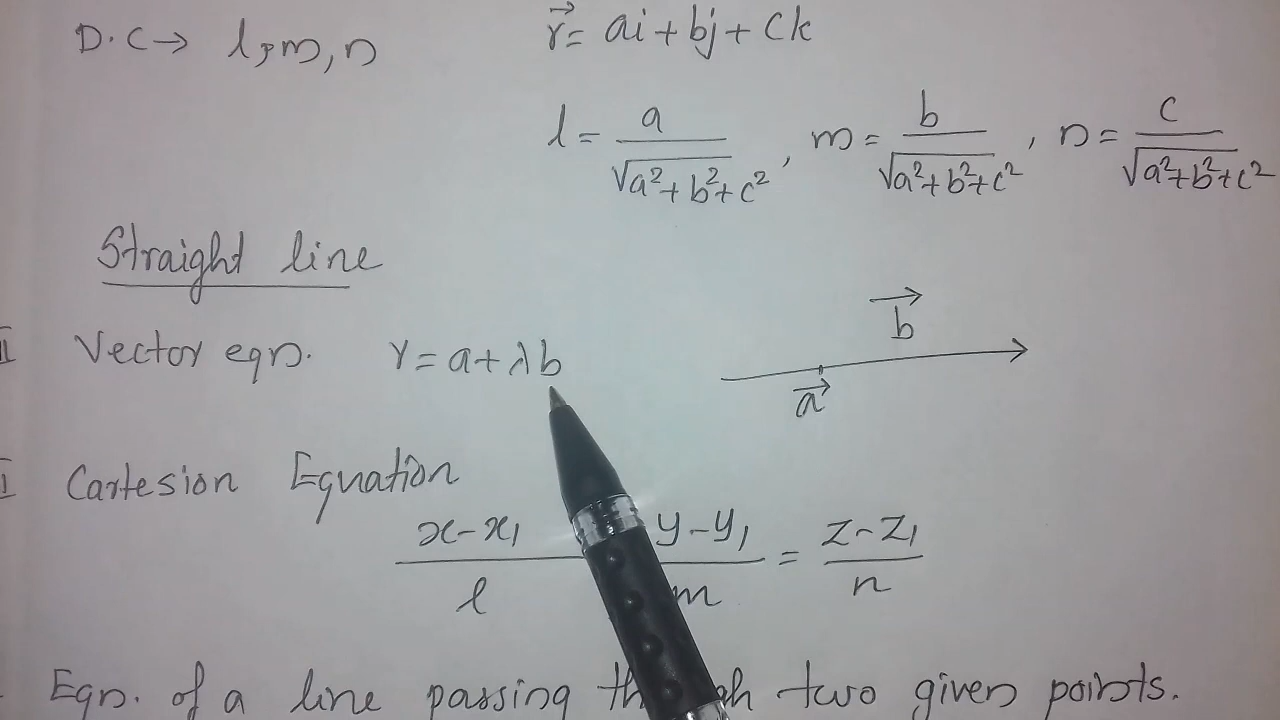 D.C → l, m, n
r⃗ = ai + bj + ck
l = a/√(a²+b²+c²) , m = b/√(a²+b²+c²) , n = c/√(a²+b²+c²)
Straight line
b⃗
Vector eqn. r = a + λb
a⃗
Cartesion Equation
(x-x₁)/l (y-y₁)/m = (z-z₁)/n
Eqn. of a line passing two given points.